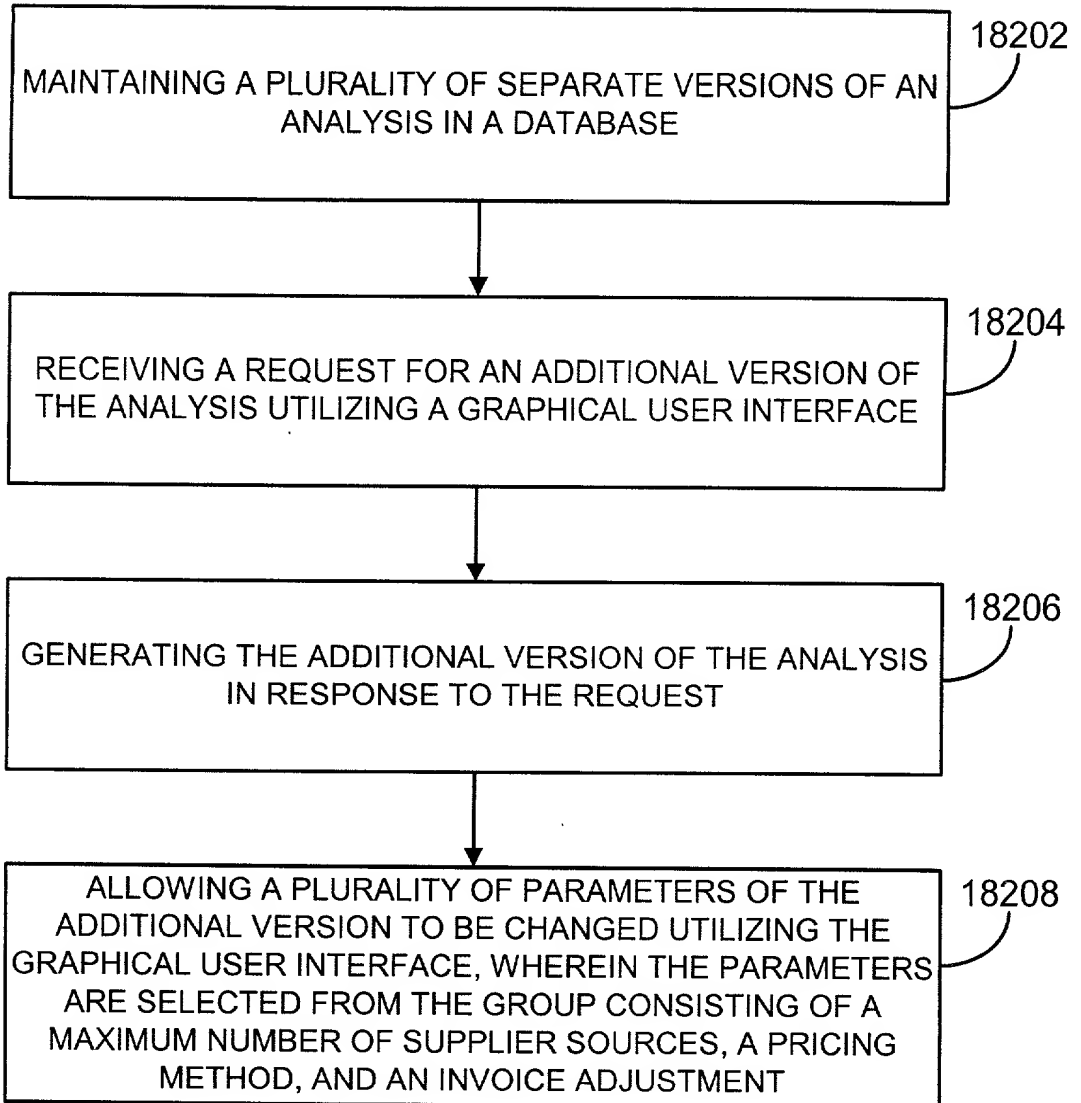 18202
MAINTAINING A PLURALITY OF SEPARATE VERSIONS OF AN
ANALYSIS IN A DATABASE
18204
RECEIVING A REQUEST FOR AN ADDITIONAL VERSION OF
THE ANALYSIS UTILIZING A GRAPHICAL USER INTERFACE
18206
GENERATING THE ADDITIONAL VERSION OF THE ANALYSIS
IN RESPONSE TO THE REQUEST
18208
ALLOWING A PLURALITY OF PARAMETERS OF THE
ADDITIONAL VERSION TO BE CHANGED UTILIZING THE
GRAPHICAL USER INTERFACE, WHEREIN THE PARAMETERS
ARE SELECTED FROM THE GROUP CONSISTING OF A
MAXIMUM NUMBER OF SUPPLIER SOURCES, A PRICING
METHOD, AND AN INVOICE ADJUSTMENT